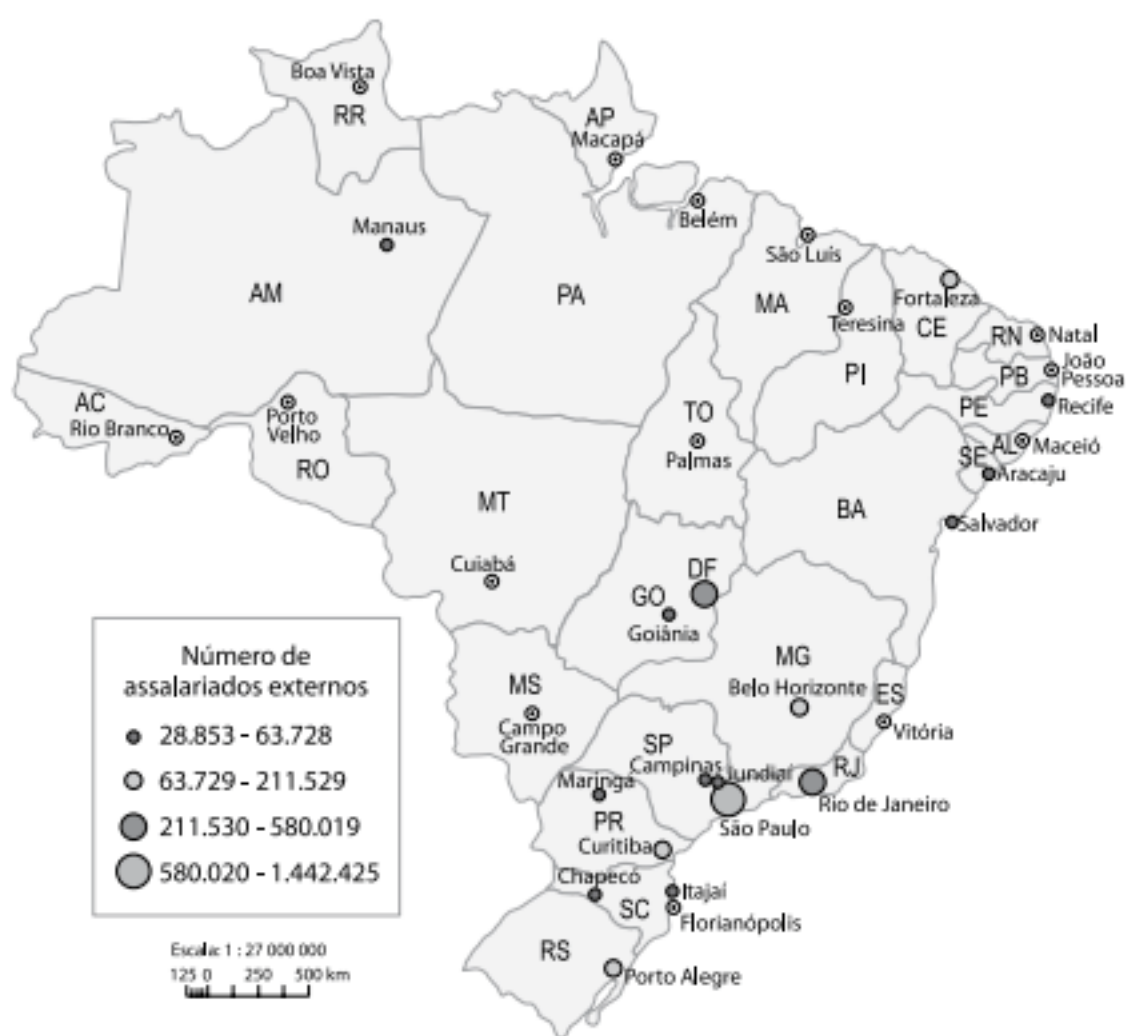 Boa Vista
RR
AP
Macapá
Belém
Manaus
São Luís
AM
PA
MA
Fortaleza
Teresina
CE
RN
Natal
João
Pessoa
PB
PI
AC
Rio Branco
Porto
Velho
TO
PE
Recife
Palmas
SE
AL
Maceió
Aracaju
RO
MT
BA
Salvador
Cuiabá
DF
GO
Goiânia
MG
Belo Horizonte
ES
Vitória
MS
Campo
Grande
SP
Campinas
Jundiaí
RJ
Rio de Janeiro
Maringá
São Paulo
PR
Curitiba
Chapecó
Itajaí
SC
Florianópolis
RS
Porto Alegre
Número de
assalariados externos
28.853 - 63.728
63.729 - 211.529
211.530 - 580.019
580.020 - 1.442.425
Escala: 1 : 27 000 000
125 0 250 500 km